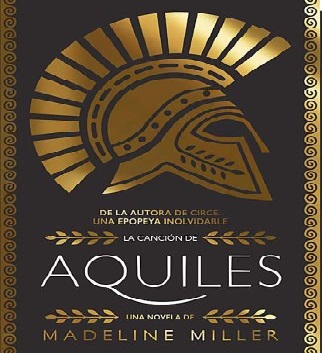 DE LA AUTORA DE CIRCE,
UNA EPOPEYA INOLVIDABLE
LA CANCIÓN DE
AQUILES
UNA NOVELA DE
MADELINE MILLER